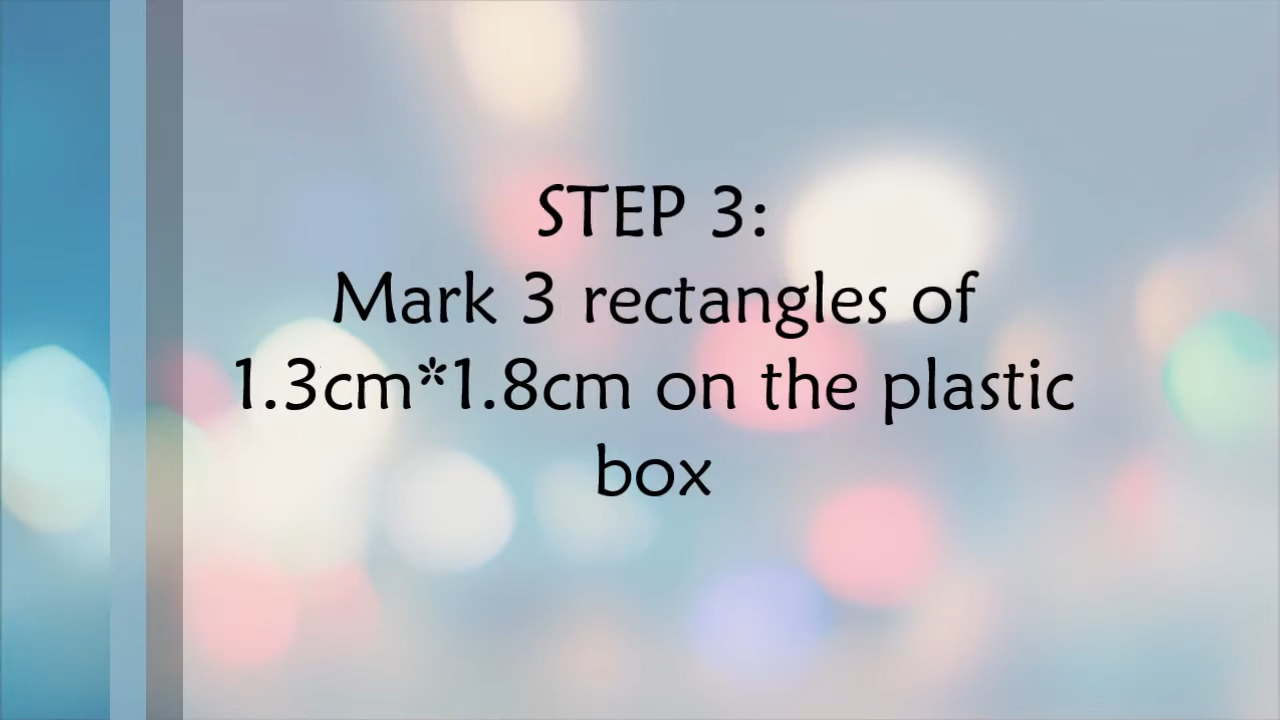 STEP 3:
Mark 3 rectangles of
1.3cm*1.8cm on the plastic
box